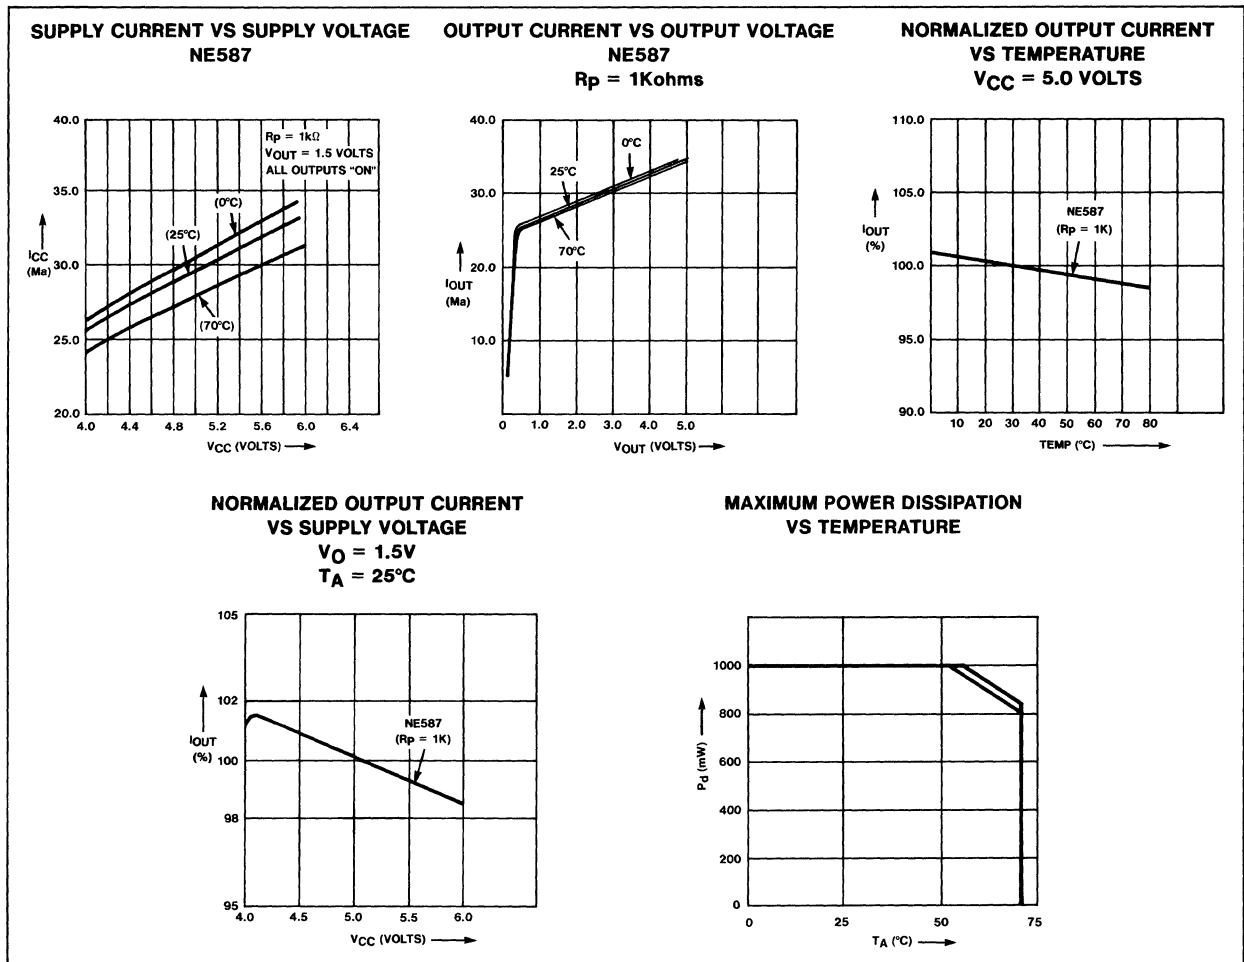 SUPPLY CURRENT VS SUPPLY VOLTAGE
NE587
40.0
35.0
30.0
25.0
20.0
ICC
(Ma)
RP = 1kΩ
VOUT = 1.5 VOLTS
ALL OUTPUTS "ON"
(0°C)
(25°C)
(70°C)
4.0 4.4 4.8 5.2 5.6 6.0 6.4
VCC (VOLTS)
OUTPUT CURRENT VS OUTPUT VOLTAGE
NE587
RP = 1Kohms
40.0
30.0
20.0
10.0
IOUT
(Ma)
0°C
25°C
70°C
0 1.0 2.0 3.0 4.0 5.0
VOUT (VOLTS)
NORMALIZED OUTPUT CURRENT
VS TEMPERATURE
VCC = 5.0 VOLTS
110.0
105.0
100.0
95.0
90.0
IOUT
(%)
NE587
(RP = 1K)
10 20 30 40 50 60 70 80
TEMP (°C)
NORMALIZED OUTPUT CURRENT
VS SUPPLY VOLTAGE
VO = 1.5V
TA = 25°C
105
102
100
98
95
IOUT
(%)
NE587
(RP = 1K)
4.0 4.5 5.0 5.5 6.0
VCC (VOLTS)
MAXIMUM POWER DISSIPATION
VS TEMPERATURE
1000
800
600
400
200
0
Pd (mW)
0 25 50 75
TA (°C)